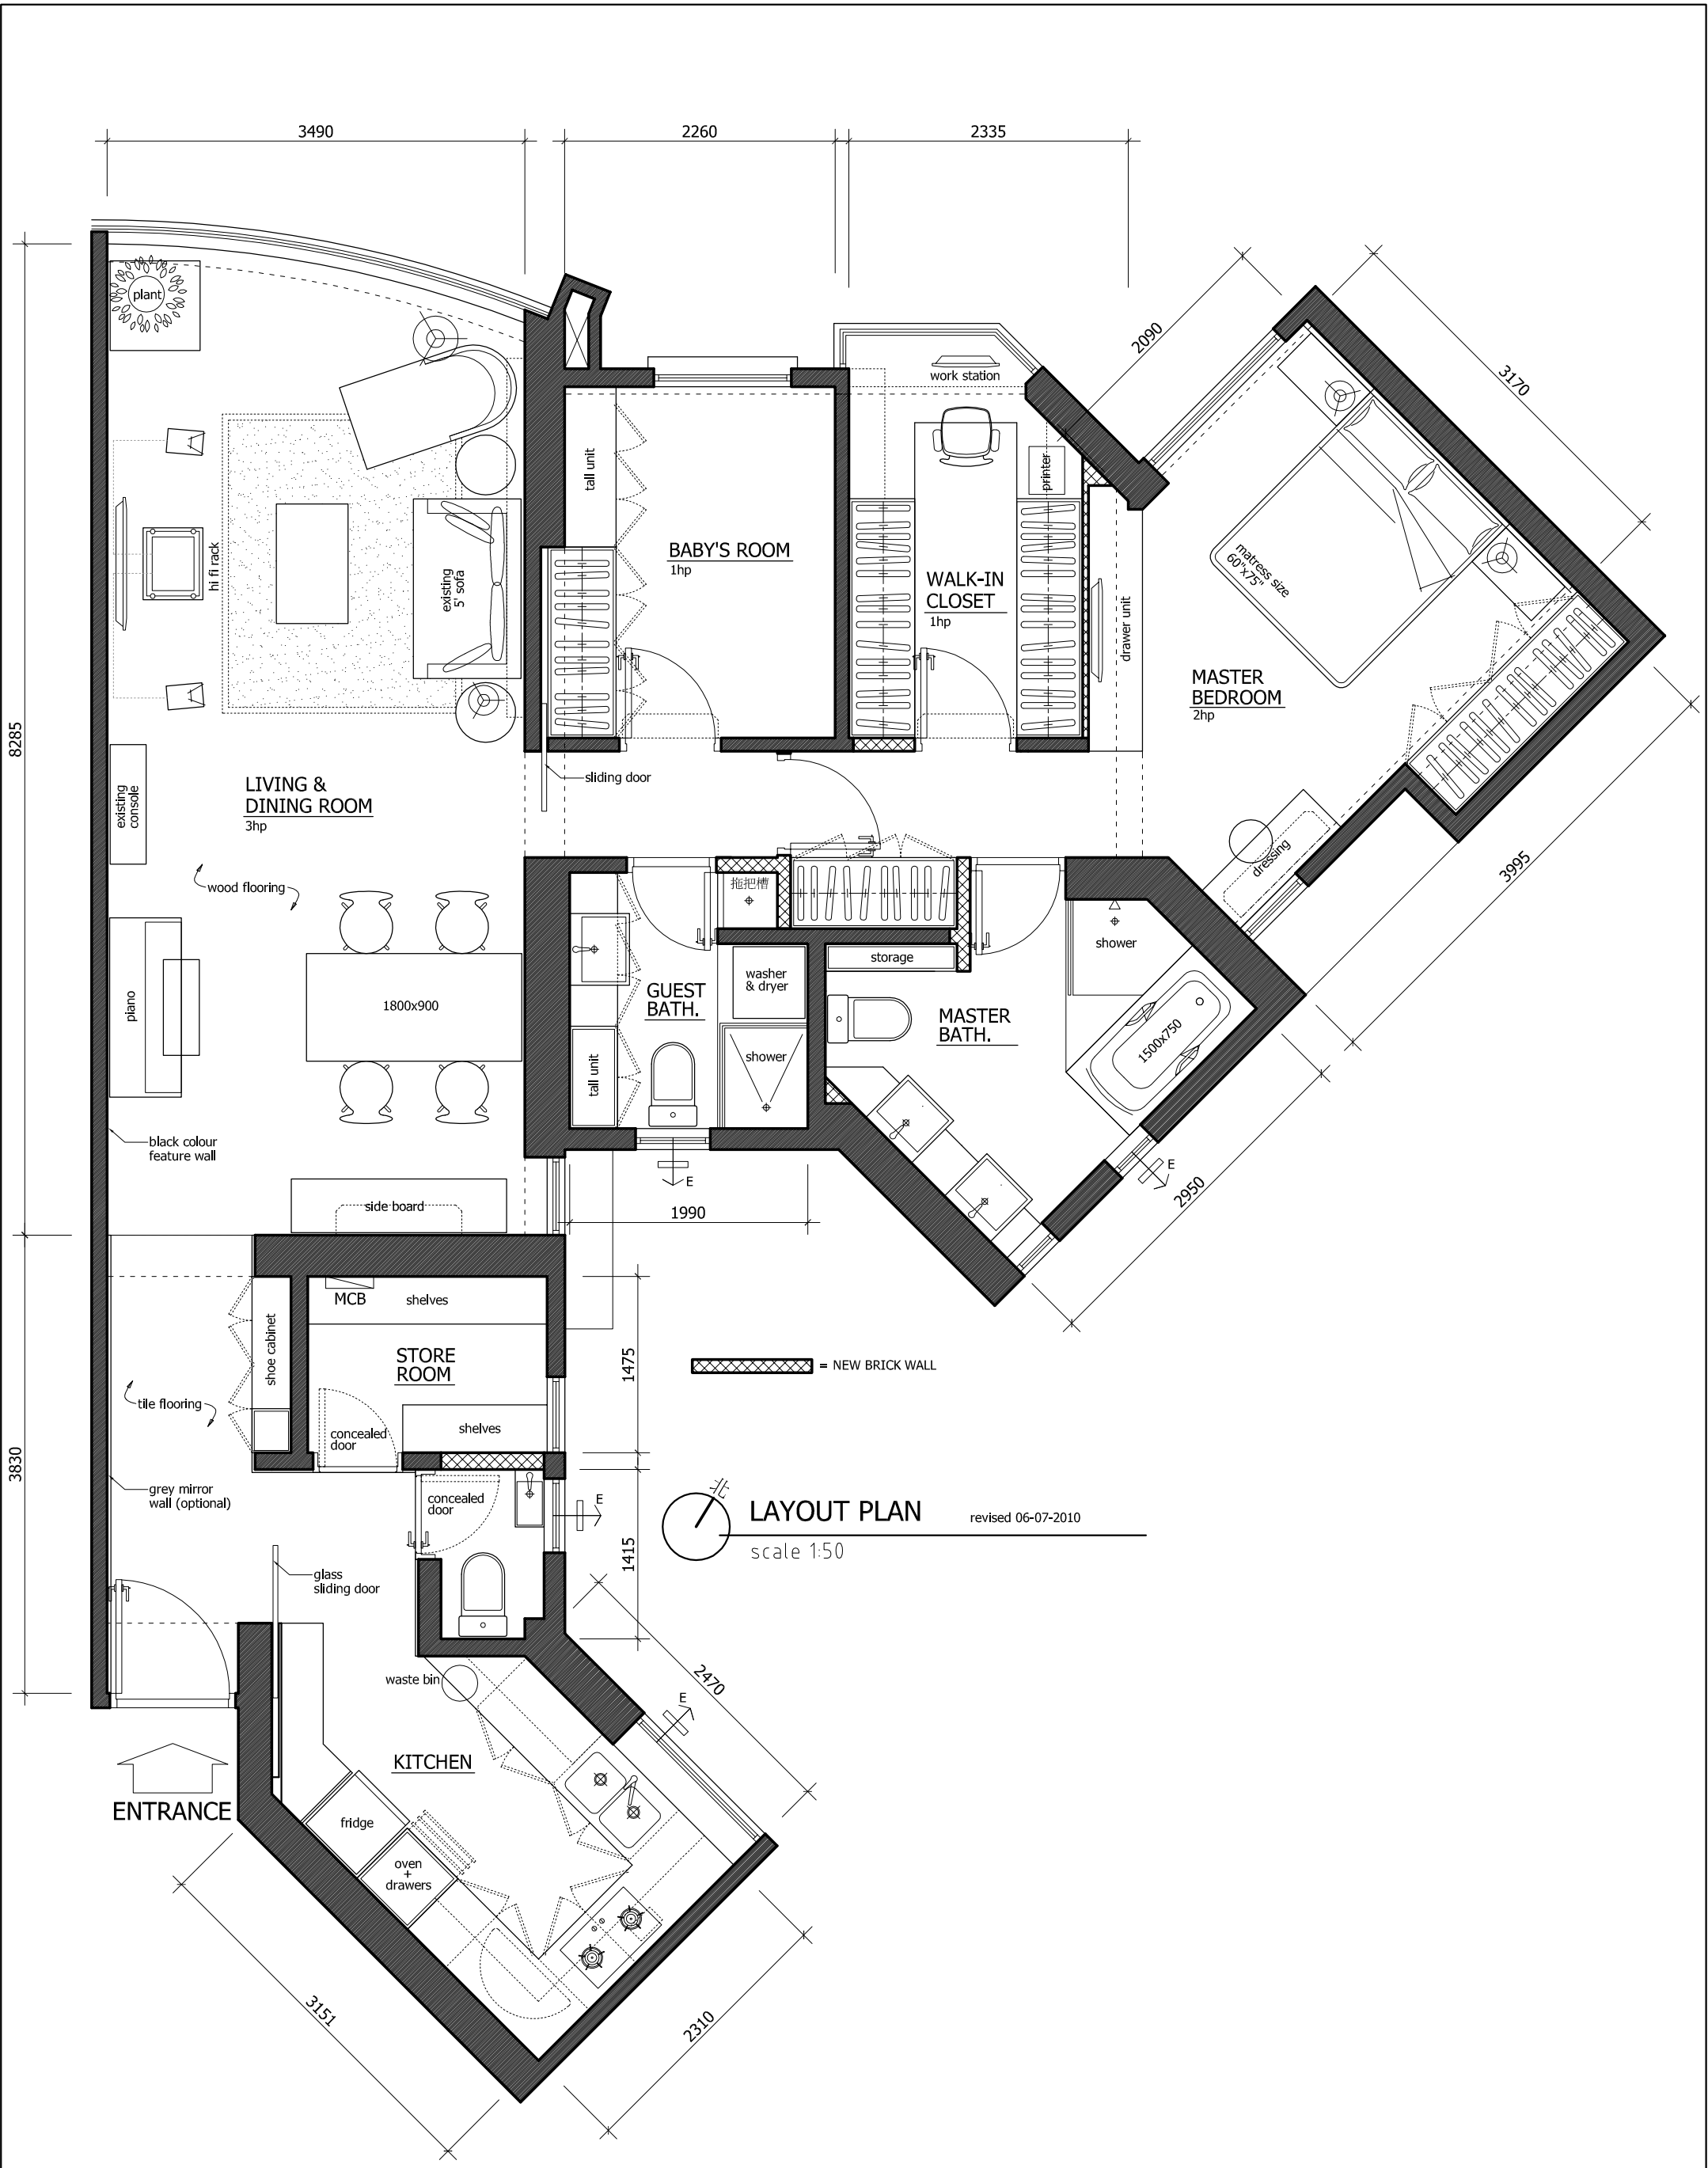 3490
2260
2335
2090
3170
plant
work station
tall unit
printer
hi fi rack
existing
5' sofa
BABY'S ROOM
1hp
WALK-IN
CLOSET
1hp
drawer unit
matress size
60"x75"
MASTER
BEDROOM
2hp
8285
sliding door
LIVING &
DINING ROOM
3hp
existing
console
wood flooring
拖把槽
dressing
3995
piano
1800x900
GUEST
BATH.
washer
& dryer
storage
shower
MASTER
BATH.
1500x750
tall unit
shower
black colour
feature wall
E
E
2950
side board
1990
MCB
shelves
shoe cabinet
STORE
ROOM
1475
= NEW BRICK WALL
tile flooring
concealed
door
shelves
3830
grey mirror
wall (optional)
concealed
door
E
北
LAYOUT PLAN
revised 06-07-2010
scale 1:50
1415
glass
sliding door
waste bin
2470
E
KITCHEN
ENTRANCE
fridge
oven
+
drawers
3151
2310